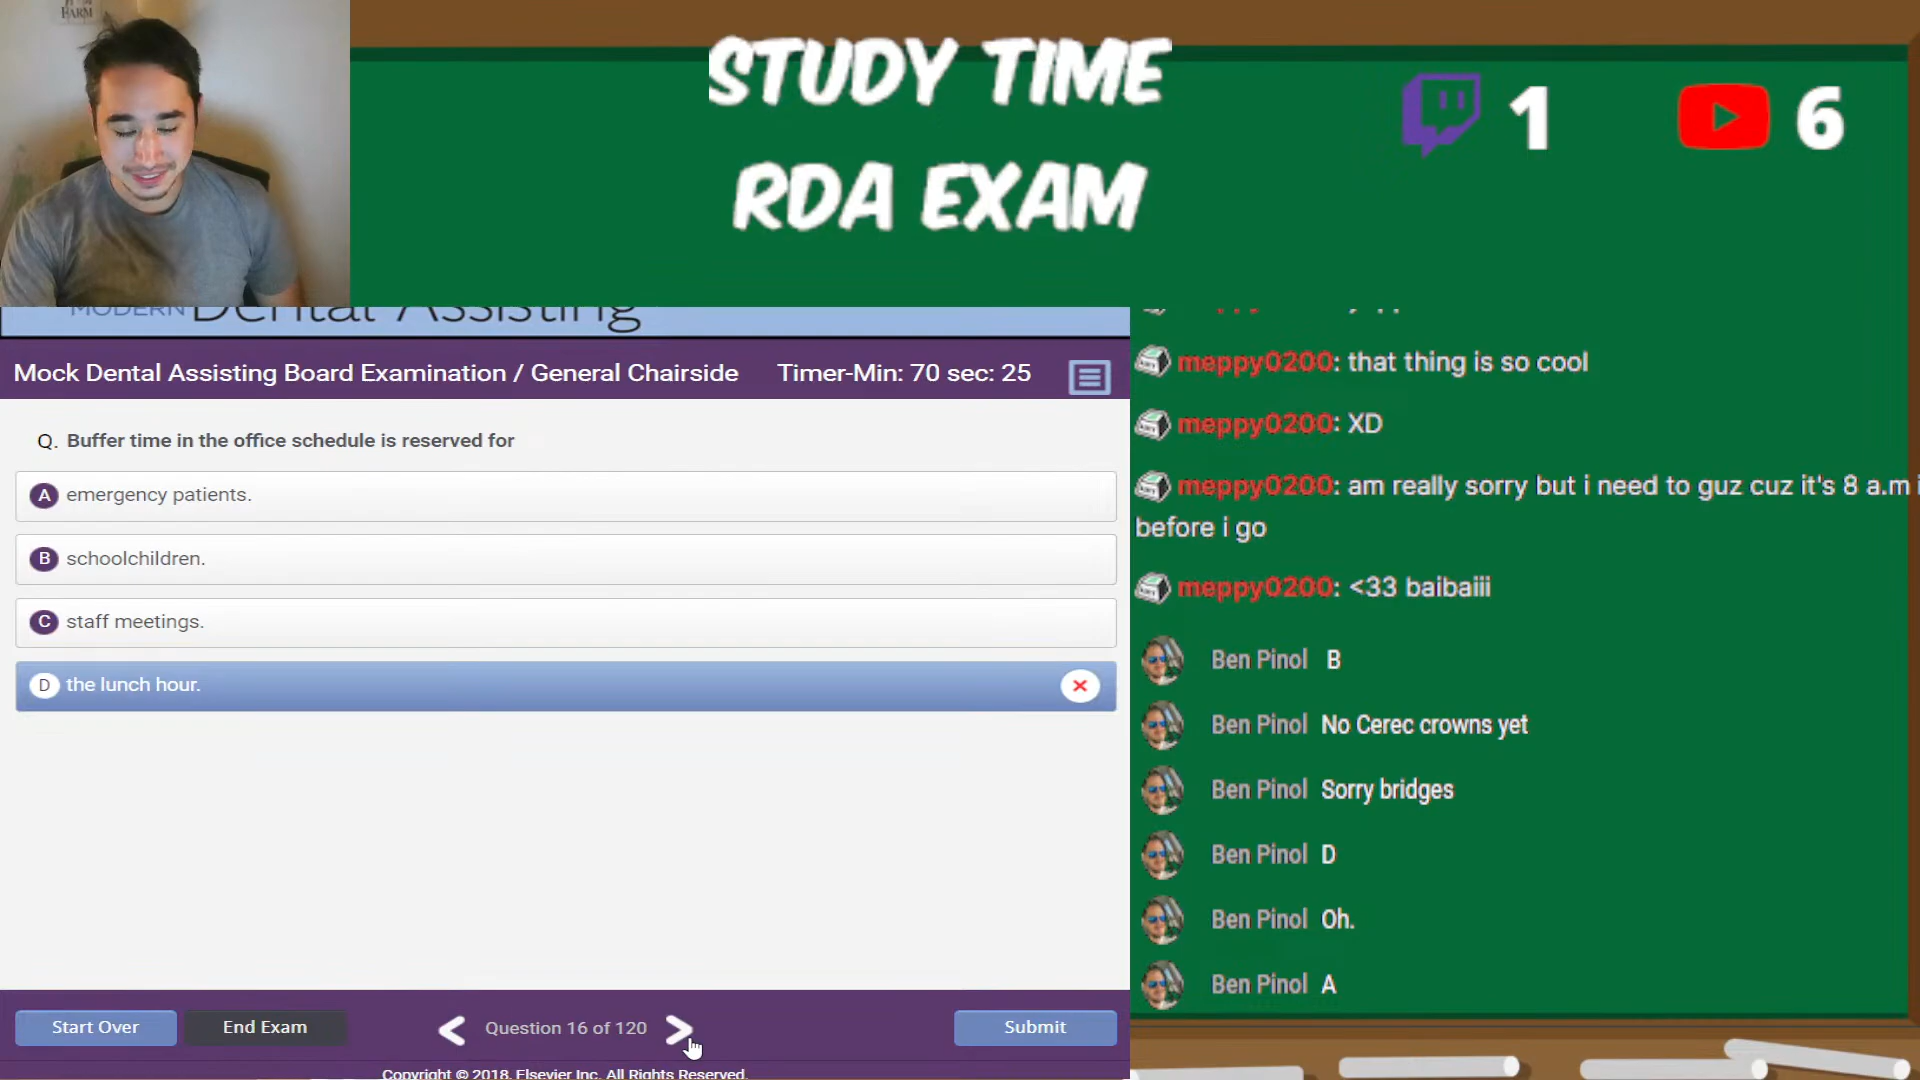 FARM
STUDY TIME
RDA EXAM
1
6
MODERN Dental Assisting
Mock Dental Assisting Board Examination / General Chairside
Timer-Min: 70 sec: 25
Q. Buffer time in the office schedule is reserved for
A emergency patients.
B schoolchildren.
C staff meetings.
D the lunch hour.
Start Over
End Exam
Question 16 of 120
Submit
Copyright © 2018. Elsevier Inc. All Rights Reserved.
meppy0200: that thing is so cool
meppy0200: XD
meppy0200: am really sorry but i need to guz cuz it's 8 a.m i
before i go
meppy0200: <33 baibaiii
Ben Pinol B
Ben Pinol No Cerec crowns yet
Ben Pinol Sorry bridges
Ben Pinol D
Ben Pinol Oh.
Ben Pinol A